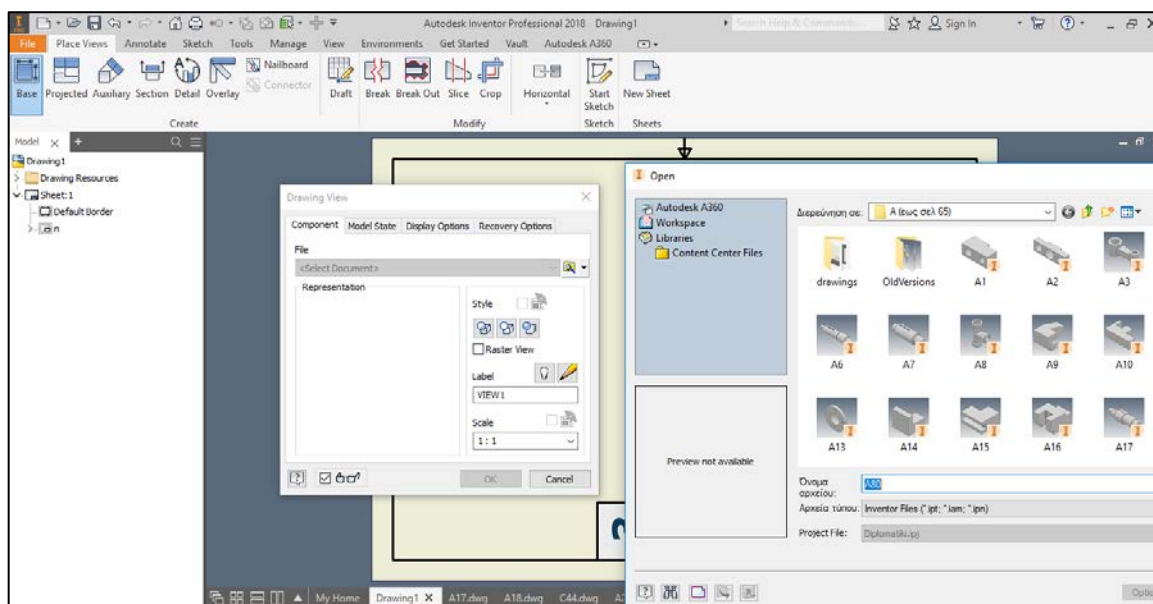 Autodesk Inventor Professional 2018 Drawing1
Search Help & Commands...
Sign In
File Place Views Annotate Sketch Tools Manage View Environments Get Started Vault Autodesk A360
Base Projected Auxiliary Section Detail Overlay
Nailboard
Connector
Draft Break Break Out Slice Crop Horizontal
Start Sketch
New Sheet
Create Modify Sketch Sheets
Model
Drawing1
Drawing Resources
Sheet:1
Default Border
n
Drawing View
Component Model State Display Options Recovery Options
File
<Select Document>
Representation
Style
Raster View
Label
VIEW1
Scale
1 : 1
OK Cancel
Open
Autodesk A360
Workspace
Libraries
Content Center Files
Preview not available
Διερεύνηση σε: A (εως σελ 65)
drawings OldVersions A1 A2 A3
A6 A7 A8 A9 A10
A13 A14 A15 A16 A17
Όνομα αρχείου: A80
Αρχεία τύπου: Inventor Files (*.ipt; *.iam; *.ipn)
Project File: Diplomatiki.ipj
My Home Drawing1 A17.dwg A18.dwg C44.dwg